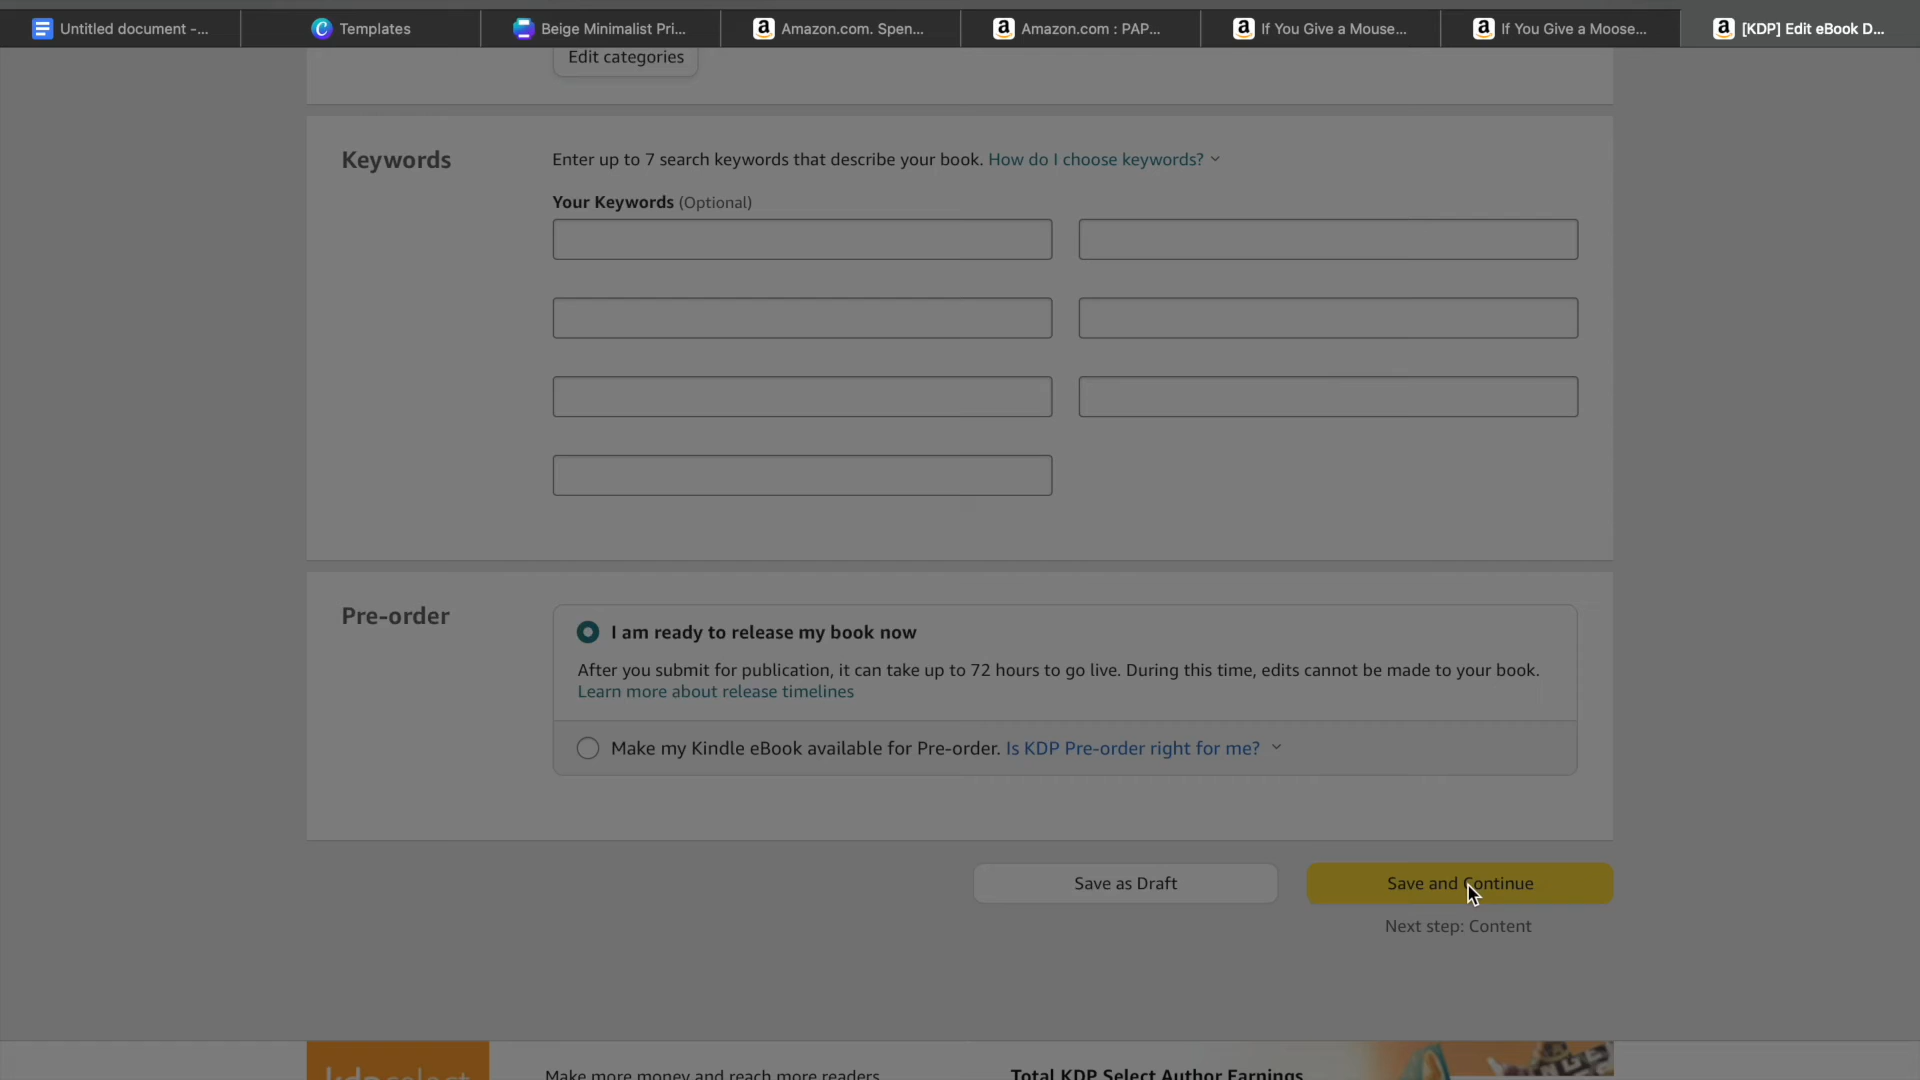 Untitled document -...
Templates
Beige Minimalist Pri...
Amazon.com. Spen...
Amazon.com : PAP...
If You Give a Mouse...
If You Give a Moose...
[KDP] Edit eBook D...
Edit categories
Keywords
Enter up to 7 search keywords that describe your book. How do I choose keywords?
Your Keywords (Optional)
Pre-order
I am ready to release my book now
After you submit for publication, it can take up to 72 hours to go live. During this time, edits cannot be made to your book.
Learn more about release timelines
Make my Kindle eBook available for Pre-order. Is KDP Pre-order right for me?
Save as Draft
Save and Continue
Next step: Content
kdp select
Make more money and reach more readers
Total KDP Select Author Earnings